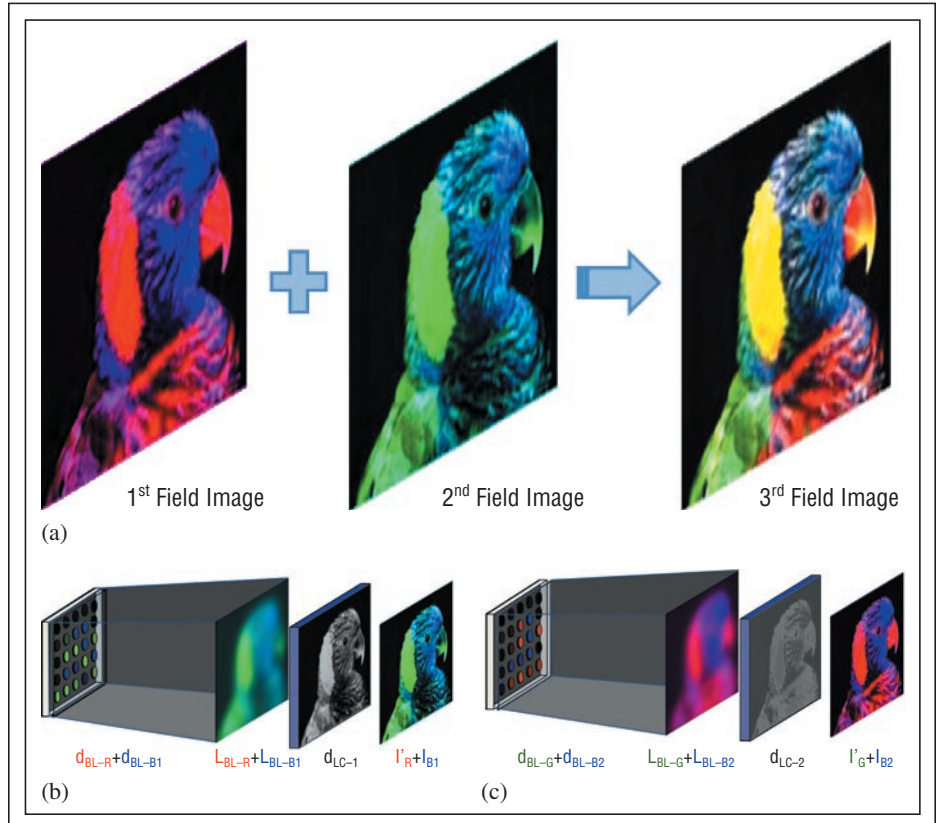 1st Field Image
2nd Field Image
3rd Field Image
(a)
dBL–R+dBL–B1
LBL–R+LBL–B1
dLC–1
I'R+IB1
dBL–G+dBL–B2
LBL–G+LBL–B2
dLC–2
I'G+IB2
(b)
(c)